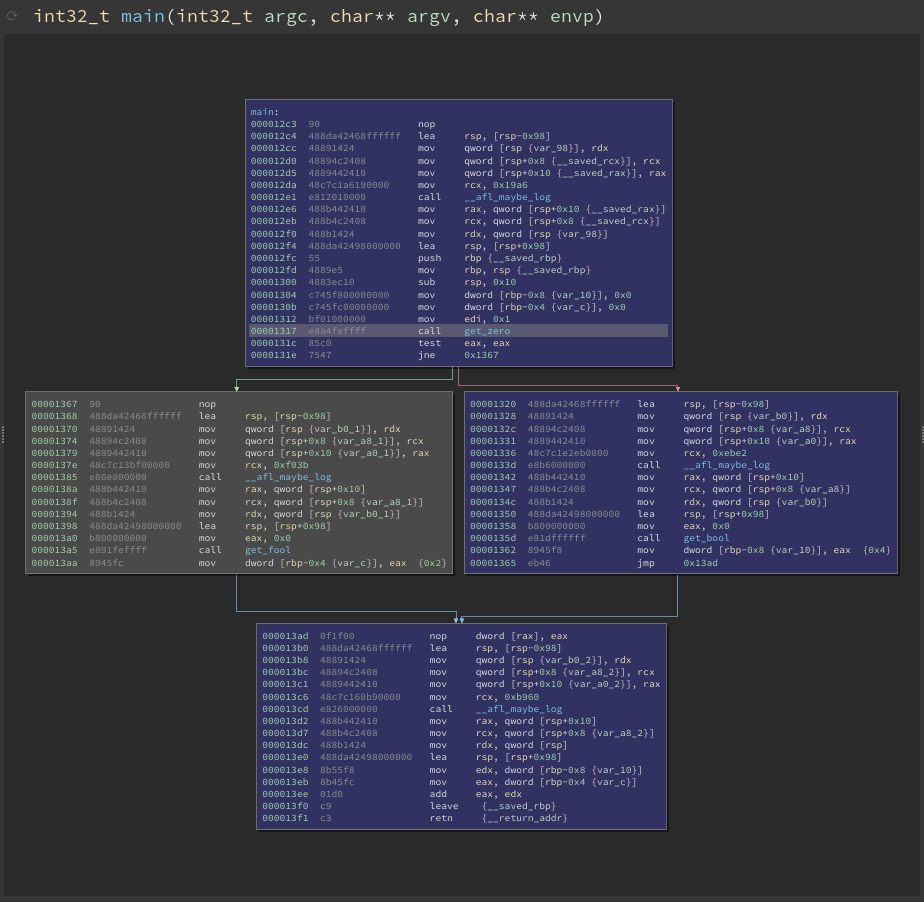 int32_t main(int32_t argc, char** argv, char** envp)
main:
000012c3 90 nop
000012c4 488da42468ffffff lea rsp, [rsp-0x98]
000012cc 48891424 mov qword [rsp {var_98}], rdx
000012d0 48894c2408 mov qword [rsp+0x8 {__saved_rcx}], rcx
000012d5 4889442410 mov qword [rsp+0x10 {__saved_rax}], rax
000012da 48c7c1a6190000 mov rcx, 0x19a6
000012e1 e812010000 call __afl_maybe_log
000012e6 488b442410 mov rax, qword [rsp+0x10 {__saved_rax}]
000012eb 488b4c2408 mov rcx, qword [rsp+0x8 {__saved_rcx}]
000012f0 488b1424 mov rdx, qword [rsp {var_98}]
000012f4 488da42498000000 lea rsp, [rsp+0x98]
000012fc 55 push rbp {__saved_rbp}
000012fd 4889e5 mov rbp, rsp {__saved_rbp}
00001300 4883ec10 sub rsp, 0x10
00001304 c745f800000000 mov dword [rbp-0x8 {var_10}], 0x0
0000130b c745fc00000000 mov dword [rbp-0x4 {var_c}], 0x0
00001312 bf01000000 mov edi, 0x1
00001317 e8a4feffff call get_zero
0000131c 85c0 test eax, eax
0000131e 7547 jne 0x1367
00001367 90 nop
00001368 488da42468ffffff lea rsp, [rsp-0x98]
00001370 48891424 mov qword [rsp {var_b0_1}], rdx
00001374 48894c2408 mov qword [rsp+0x8 {var_a8_1}], rcx
00001379 4889442410 mov qword [rsp+0x10 {var_a0_1}], rax
0000137e 48c7c13bf00000 mov rcx, 0xf03b
00001385 e86e000000 call __afl_maybe_log
0000138a 488b442410 mov rax, qword [rsp+0x10]
0000138f 488b4c2408 mov rcx, qword [rsp+0x8 {var_a8_1}]
00001394 488b1424 mov rdx, qword [rsp {var_b0_1}]
00001398 488da42498000000 lea rsp, [rsp+0x98]
000013a0 b800000000 mov eax, 0x0
000013a5 e891feffff call get_fool
000013aa 8945fc mov dword [rbp-0x4 {var_c}], eax {0x2}
00001320 488da42468ffffff lea rsp, [rsp-0x98]
00001328 48891424 mov qword [rsp {var_b0}], rdx
0000132c 48894c2408 mov qword [rsp+0x8 {var_a8}], rcx
00001331 4889442410 mov qword [rsp+0x10 {var_a0}], rax
00001336 48c7c1e2eb0000 mov rcx, 0xebe2
0000133d e8b6000000 call __afl_maybe_log
00001342 488b442410 mov rax, qword [rsp+0x10]
00001347 488b4c2408 mov rcx, qword [rsp+0x8 {var_a8}]
0000134c 488b1424 mov rdx, qword [rsp {var_b0}]
00001350 488da42498000000 lea rsp, [rsp+0x98]
00001358 b800000000 mov eax, 0x0
0000135d e81dffffff call get_bool
00001362 8945f8 mov dword [rbp-0x8 {var_10}], eax {0x4}
00001365 eb46 jmp 0x13ad
000013ad 0f1f00 nop dword [rax], eax
000013b0 488da42468ffffff lea rsp, [rsp-0x98]
000013b8 48891424 mov qword [rsp {var_b0_2}], rdx
000013bc 48894c2408 mov qword [rsp+0x8 {var_a8_2}], rcx
000013c1 4889442410 mov qword [rsp+0x10 {var_a0_2}], rax
000013c6 48c7c160b90000 mov rcx, 0xb960
000013cd e826000000 call __afl_maybe_log
000013d2 488b442410 mov rax, qword [rsp+0x10]
000013d7 488b4c2408 mov rcx, qword [rsp+0x8 {var_a8_2}]
000013dc 488b1424 mov rdx, qword [rsp]
000013e0 488da42498000000 lea rsp, [rsp+0x98]
000013e8 8b55f8 mov edx, dword [rbp-0x8 {var_10}]
000013eb 8b45fc mov eax, dword [rbp-0x4 {var_c}]
000013ee 01d0 add eax, edx
000013f0 c9 leave {__saved_rbp}
000013f1 c3 retn {__return_addr}